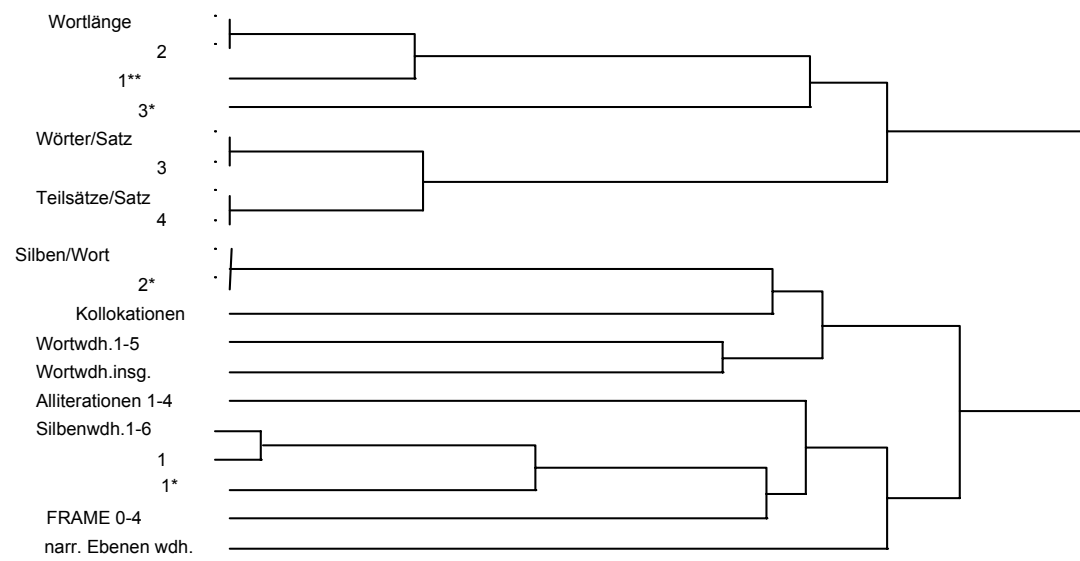 Wortlänge
2
1**
3*
Wörter/Satz
3
Teilsätze/Satz
4
Silben/Wort
2*
Kollokationen
Wortwdh.1-5
Wortwdh.insg.
Alliterationen 1-4
Silbenwdh.1-6
1
1*
FRAME 0-4
narr. Ebenen wdh.